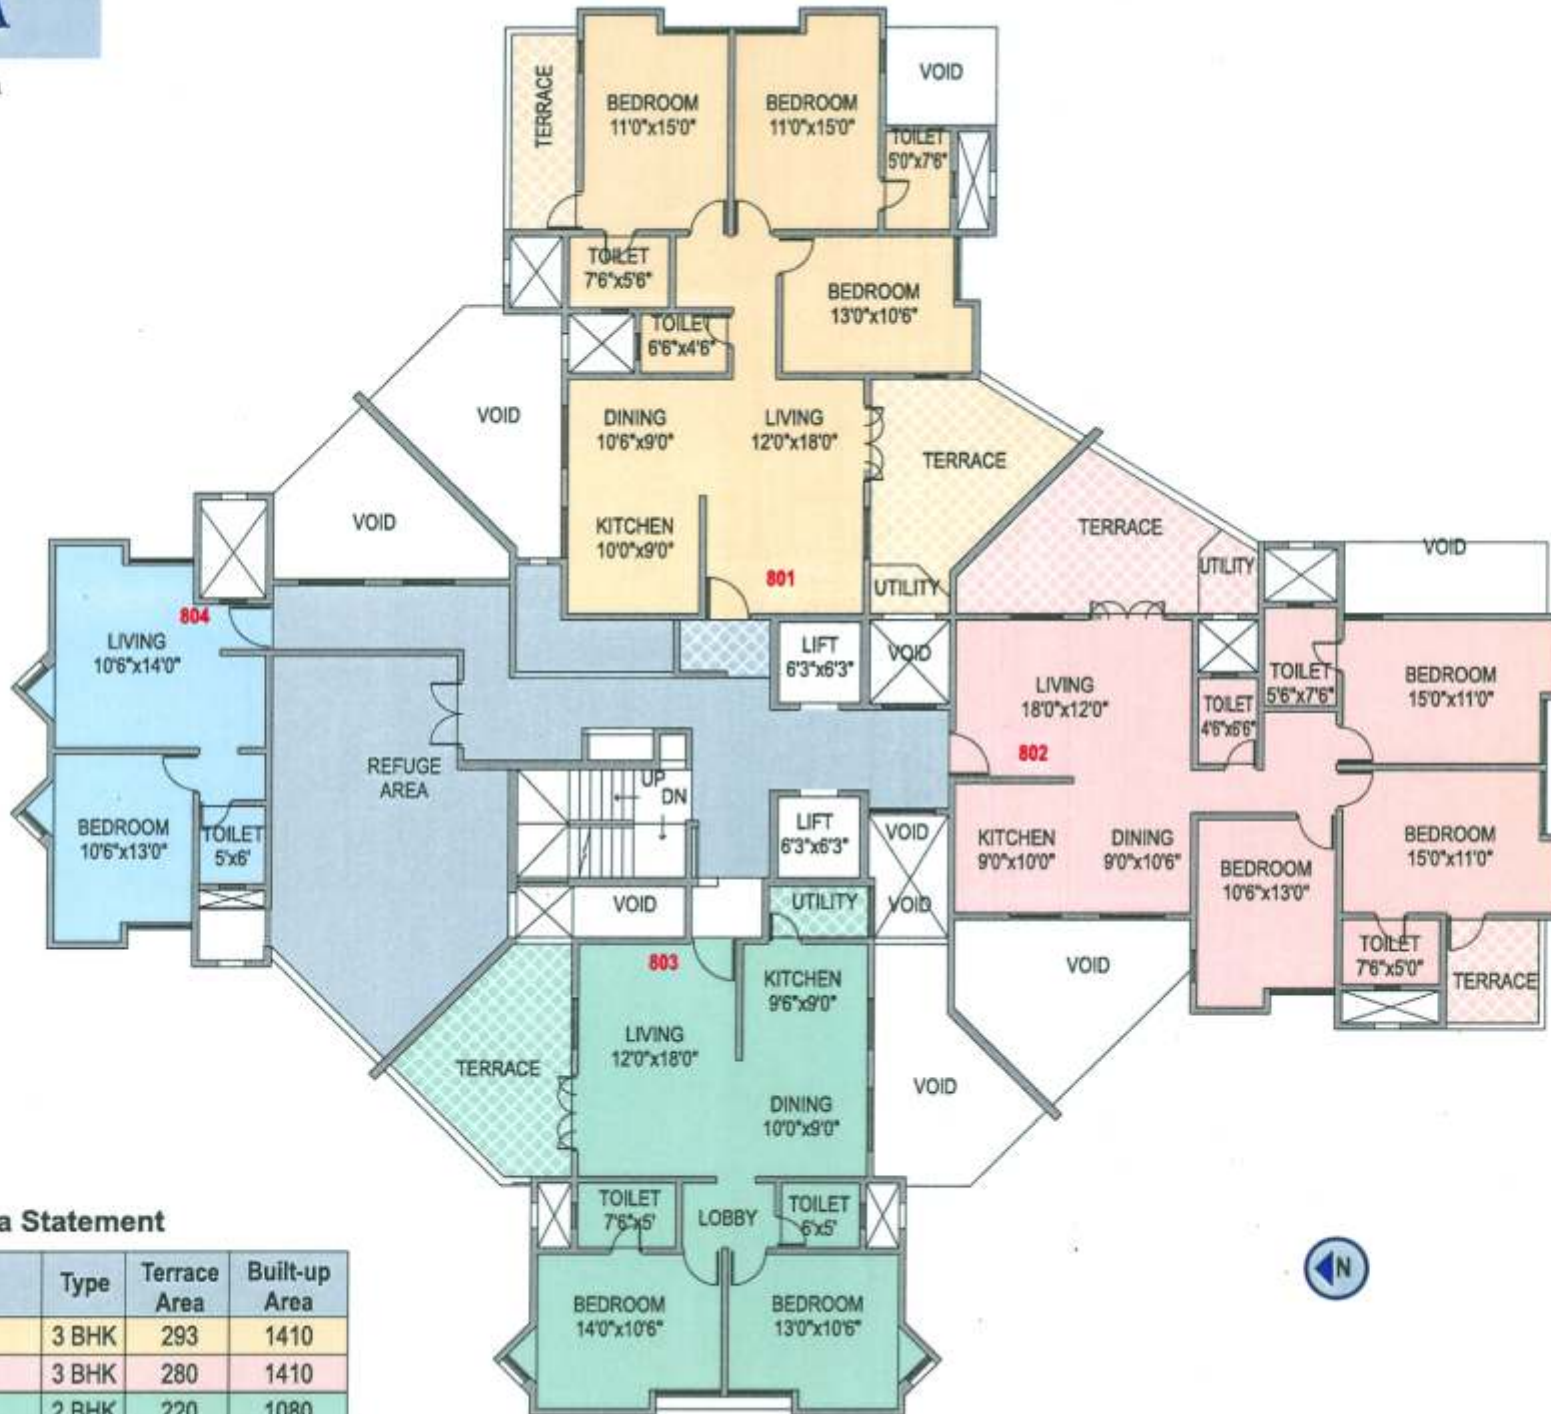 VOID
TERRACE
BEDROOM
11'0"x15'0"
BEDROOM
11'0"x15'0"
TOILET
5'0"x7'6"
TOILET
7'6"x5'6"
BEDROOM
13'0"x10'6"
TOILET
6'6"x4'6"
VOID
DINING
10'6"x9'0"
LIVING
12'0"x18'0"
TERRACE
VOID
KITCHEN
10'0"x9'0"
801
UTILITY
TERRACE
UTILITY
VOID
804
LIVING
10'6"x14'0"
LIFT
6'3"x6'3"
VOID
LIVING
18'0"x12'0"
TOILET
5'6"x7'6"
TOILET
4'6"x6'6"
BEDROOM
15'0"x11'0"
802
REFUGE
AREA
UP
DN
BEDROOM
10'6"x13'0"
TOILET
5'x6'
LIFT
6'3"x6'3"
VOID
KITCHEN
9'0"x10'0"
DINING
9'0"x10'6"
BEDROOM
15'0"x11'0"
BEDROOM
10'6"x13'0"
VOID
UTILITY
VOID
TOILET
7'6"x5'0"
TERRACE
803
KITCHEN
9'6"x9'0"
VOID
LIVING
12'0"x18'0"
TERRACE
VOID
DINING
10'0"x9'0"
TOILET
7'6"x5'
LOBBY
TOILET
6'x5'
BEDROOM
14'0"x10'6"
BEDROOM
13'0"x10'6"
N
a Statement
Type Terrace Area Built-up Area
3 BHK 293 1410
3 BHK 280 1410
2 BHK 220 1080